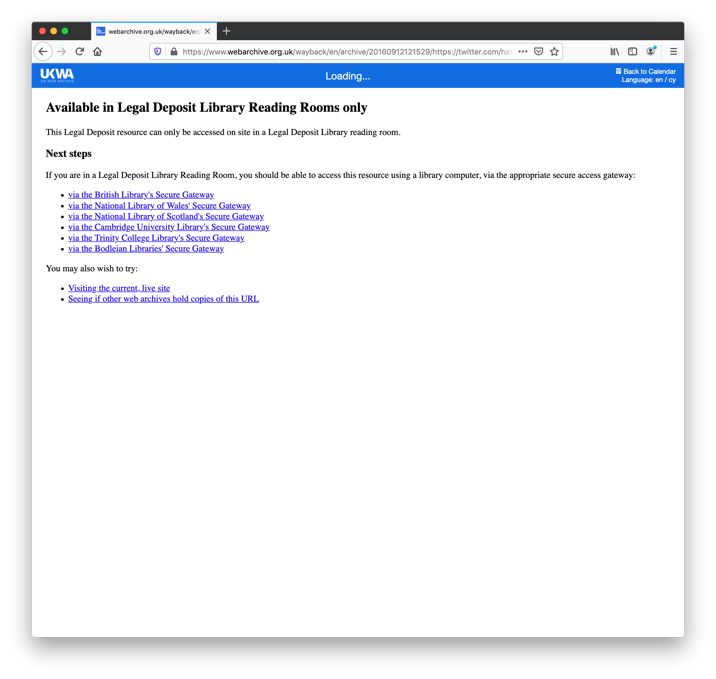 webarchive.org.uk/wayback/en/
https://www.webarchive.org.uk/wayback/en/archive/20160912121529/https://twitter.com/ha
UKWA
UK WEB ARCHIVE
Loading...
Back to Calendar
Language: en / cy
Available in Legal Deposit Library Reading Rooms only
This Legal Deposit resource can only be accessed on site in a Legal Deposit Library reading room.
Next steps
If you are in a Legal Deposit Library Reading Room, you should be able to access this resource using a library computer, via the appropriate secure access gateway:
via the British Library's Secure Gateway
via the National Library of Wales' Secure Gateway
via the National Library of Scotland's Secure Gateway
via the Cambridge University Library's Secure Gateway
via the Trinity College Library's Secure Gateway
via the Bodleian Libraries' Secure Gateway
You may also wish to try:
Visiting the current, live site
Seeing if other web archives hold copies of this URL